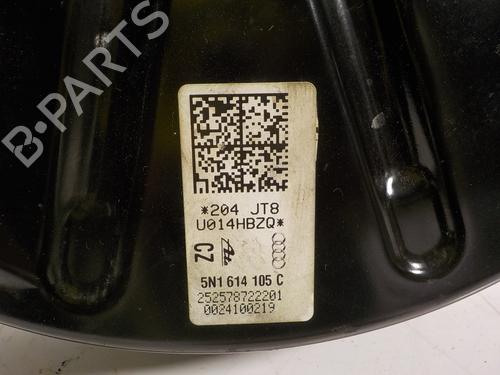 *204 JT8
U014HBZQ*
CZ
5N1 614 105 C
252578722201
0024100219
B-PARTS